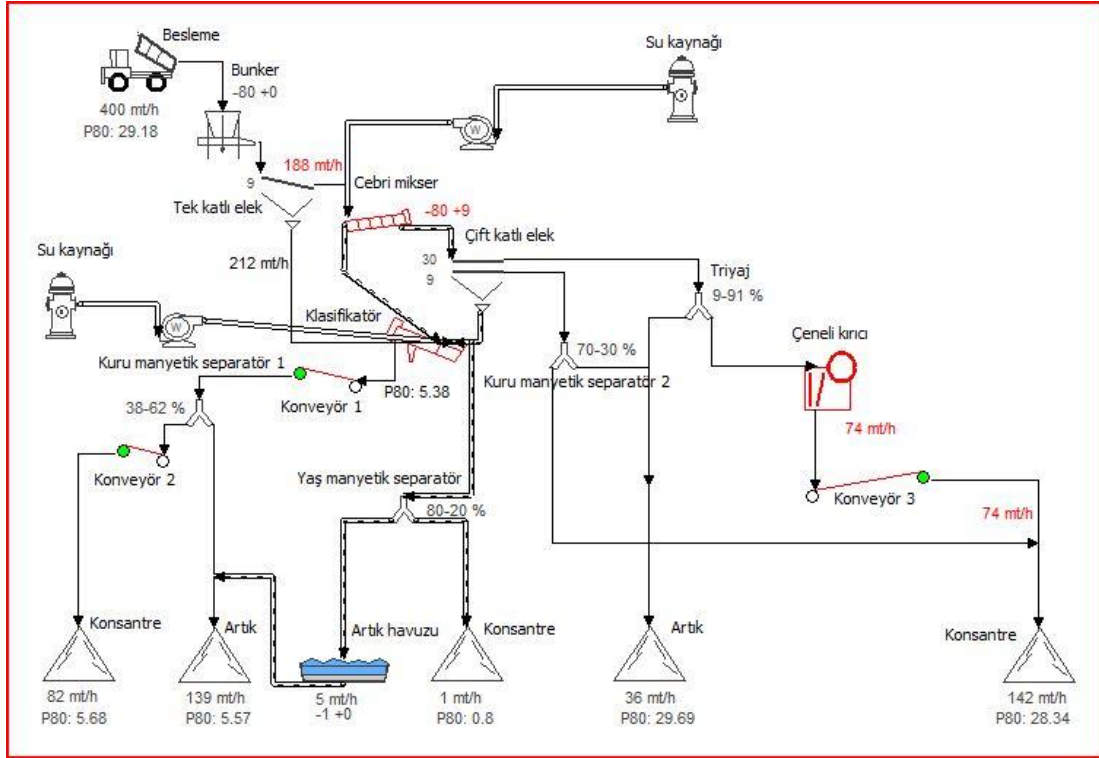 Besleme
Su kaynağı
Bunker
-80 +0
400 mt/h
P80: 29.18
W
188 mt/h
9
Cebri mikser
Tek katlı elek
-80 +9
Çift katlı elek
Su kaynağı
212 mt/h
30
9
Triyaj
9-91 %
Klasifikatör
W
Çeneli kırıcı
70-30 %
Kuru manyetik separatör 1
Kuru manyetik separatör 2
P80: 5.38
38-62 %
Konveyör 1
74 mt/h
Konveyör 2
Yaş manyetik separatör
Konveyör 3
80-20 %
74 mt/h
Konsantre
Artık
Artık havuzu
Konsantre
Artık
Konsantre
82 mt/h
P80: 5.68
139 mt/h
P80: 5.57
5 mt/h
-1 +0
1 mt/h
P80: 0.8
36 mt/h
P80: 29.69
142 mt/h
P80: 28.34